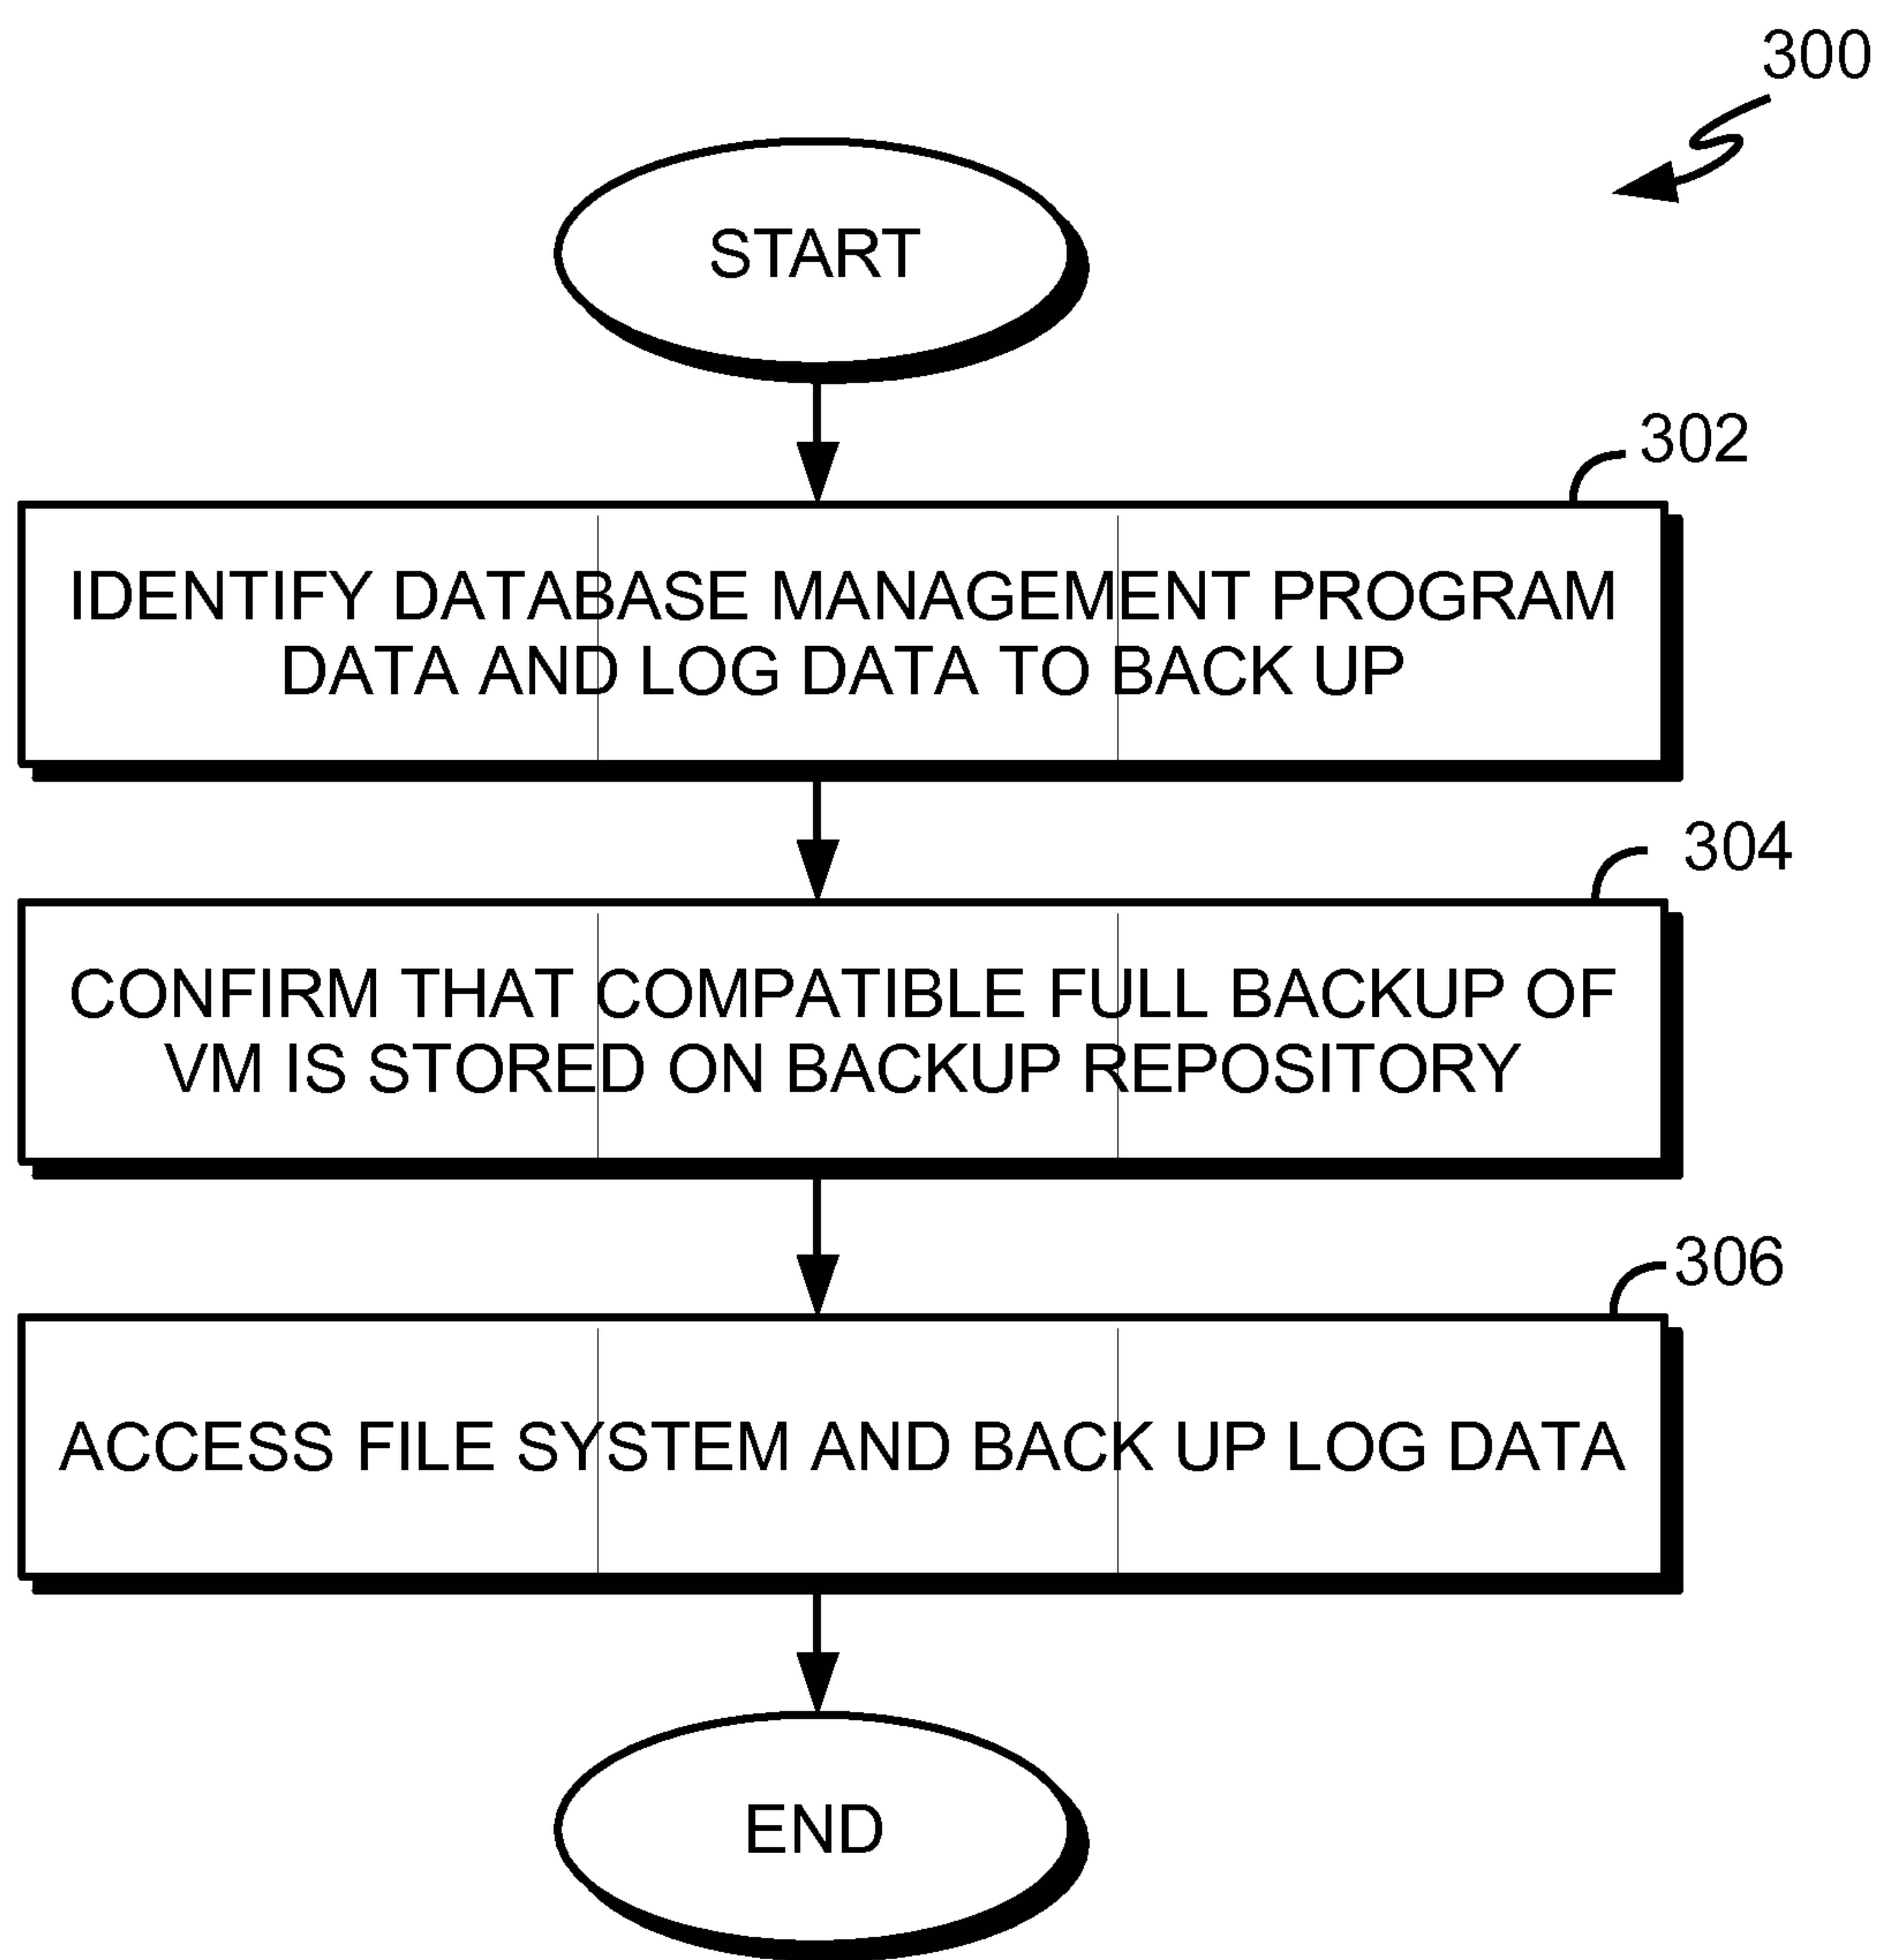 300
START
302
IDENTIFY DATABASE MANAGEMENT PROGRAM
DATA AND LOG DATA TO BACK UP
304
CONFIRM THAT COMPATIBLE FULL BACKUP OF
VM IS STORED ON BACKUP REPOSITORY
306
ACCESS FILE SYSTEM AND BACK UP LOG DATA
END